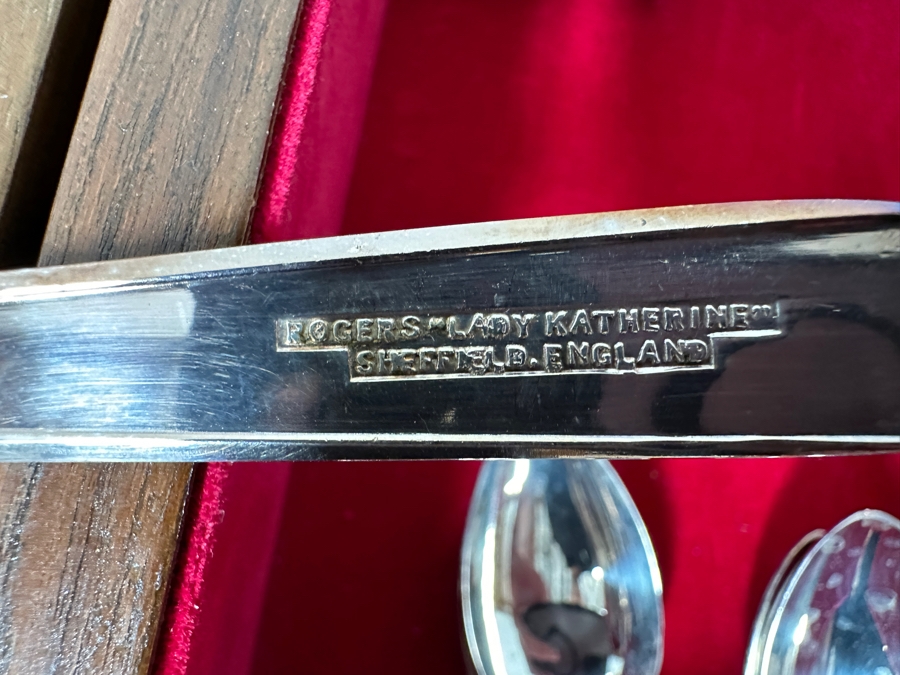 ROGERS "LADY KATHERINE"
SHEFFIELD. ENGLAND